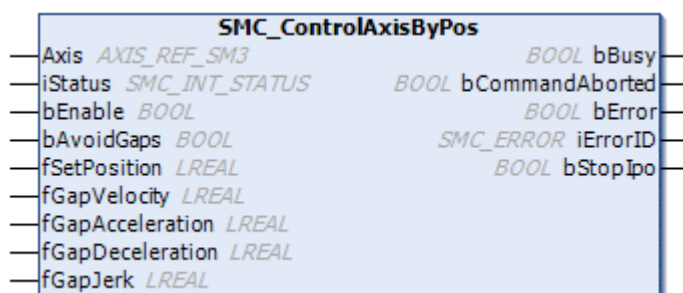 SMC_ControlAxisByPos
Axis AXIS_REF_SM3 BOOL bBusy
iStatus SMC_INT_STATUS BOOL bCommandAborted
bEnable BOOL BOOL bError
bAvoidGaps BOOL SMC_ERROR iErrorID
fSetPosition LREAL BOOL bStopIpo
fGapVelocity LREAL
fGapAcceleration LREAL
fGapDeceleration LREAL
fGapJerk LREAL